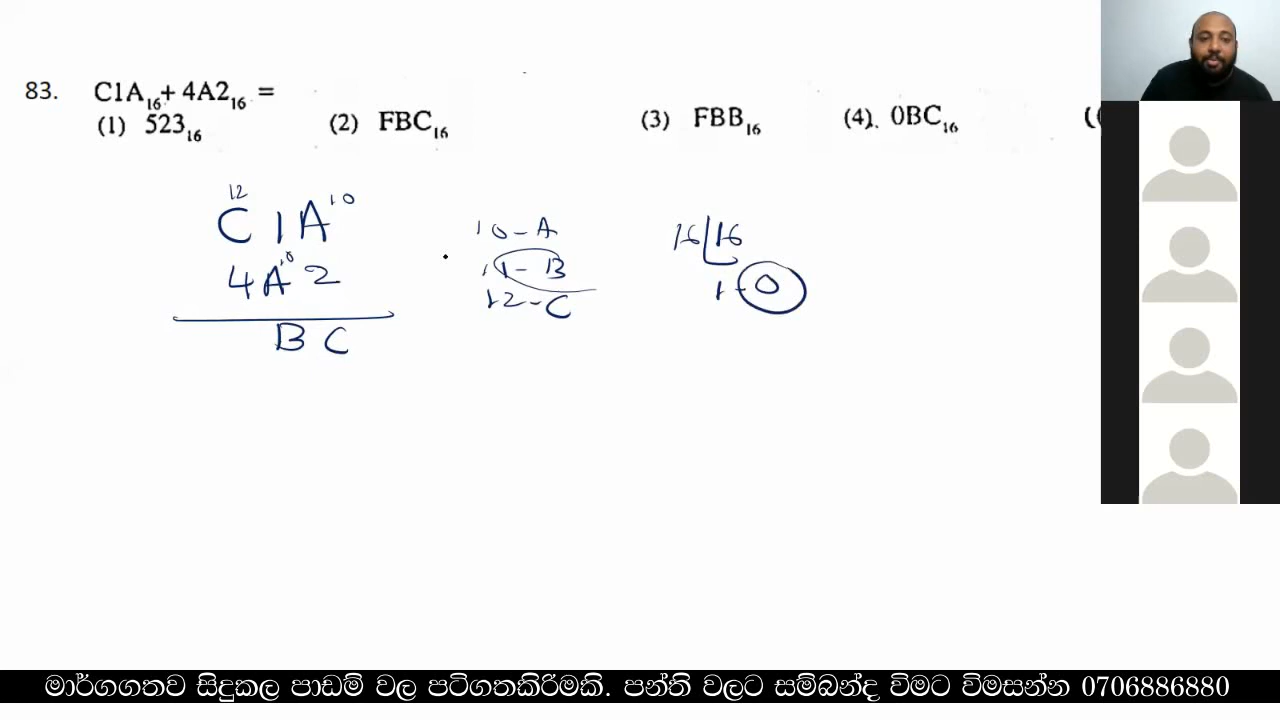 83. C1A₁₆+ 4A2₁₆ =
(1) 523₁₆ (2) FBC₁₆ (3) FBB₁₆ (4). 0BC₁₆ (
12
C 1 A 10
4 A 10 2
B C
10 - A
11 - B
12 - C
16 16
1 - 0
මාර්ගගතව සිදුකල පාඩම් වල පටිගතකිරිමකි. පන්ති වලට සම්බන්ද විමට විමසන්න 0706886880